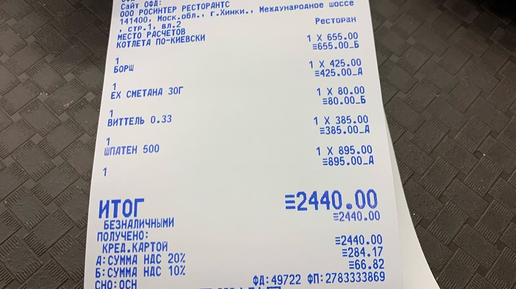 Сайт ОФД:
ООО РОСИНТЕР РЕСТОРАНТС
141400, Моск.обл., г.Химки., Международное шоссе
, стр.1, вл.2
МЕСТО РАСЧЕТОВ Ресторан
КОТЛЕТА ПО-КИЕВСКИ 1 X 655.00
≡655.00_Б
1
БОРЩ 1 X 425.00
≡425.00_А
1
EX СМЕТАНА 30Г 1 X 80.00
≡80.00_Б
1
ВИТТЕЛЬ 0.33 1 X 385.00
≡385.00_А
1
ШПАТЕН 500 1 X 895.00
≡895.00_А
1
ИТОГ ≡2440.00
БЕЗНАЛИЧНЫМИ ≡2440.00
ПОЛУЧЕНО:
КРЕД.КАРТОЙ ≡2440.00
А:СУММА НДС 20% ≡284.17
Б:СУММА НДС 10% ≡66.82
СНО:ОСН ФД:49722 ФП:2783333869